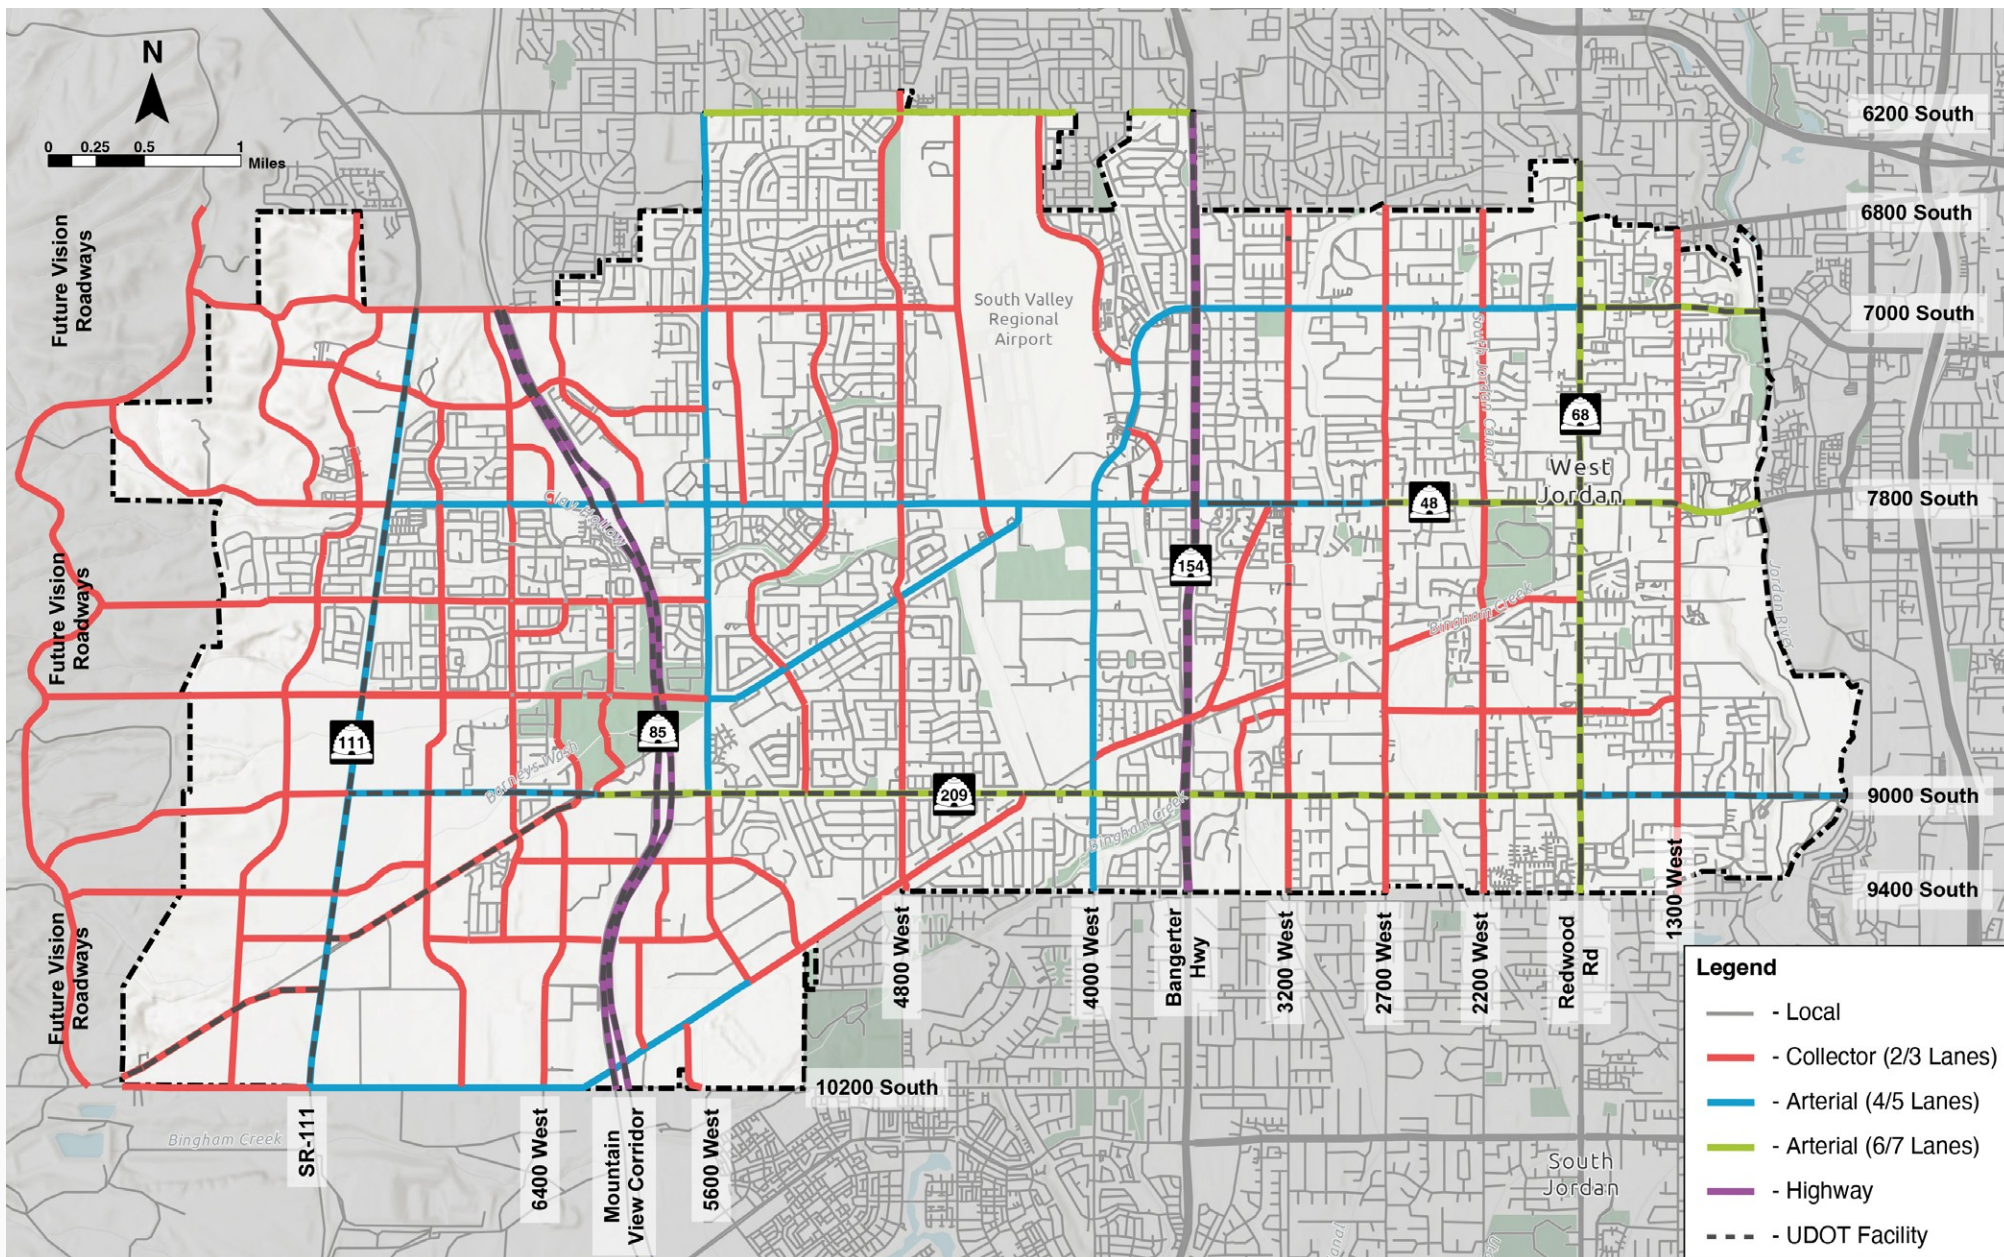 N
0 0.25 0.5 1
Miles
6200 South
6800 South
7000 South
7800 South
9000 South
9400 South
10200 South
Future Vision
Roadways
Future Vision
Roadways
Future Vision
Roadways
South Valley
Regional
Airport
South Jordan Canal
68
West
Jordan
48
154
Clay Hollow
Bingham Creek
Jordan River
111
85
209
Barneys Wash
Bingham Creek
1300 West
4800 West
4000 West
Bangerter
Hwy
3200 West
2700 West
2200 West
Redwood
Rd
Bingham Creek
SR-111
6400 West
Mountain
View Corridor
5600 West
South
Jordan
Legend
- Local
- Collector (2/3 Lanes)
- Arterial (4/5 Lanes)
- Arterial (6/7 Lanes)
- Highway
- UDOT Facility